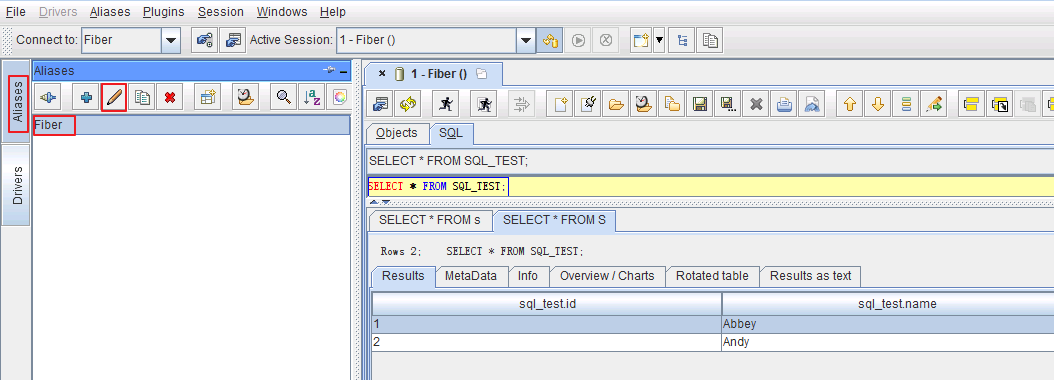 File Drivers Aliases Plugins Session Windows Help
Connect to: Fiber Active Session: 1 - Fiber ()
Aliases
Drivers
Aliases
Fiber
1 - Fiber ()
Objects SQL
SELECT * FROM SQL_TEST;
SELECT * FROM SQL_TEST;
SELECT * FROM s SELECT * FROM S
Rows 2; SELECT * FROM SQL_TEST;
Results MetaData Info Overview / Charts Rotated table Results as text
sql_test.id sql_test.name
1 Abbey
2 Andy